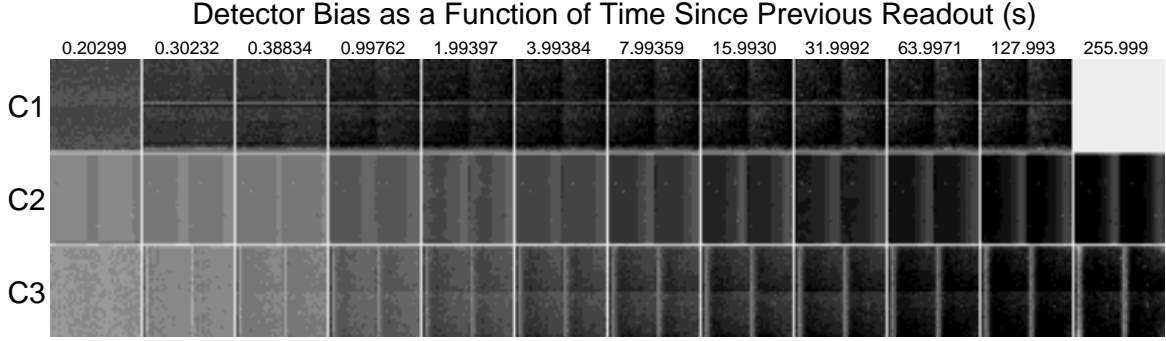 Detector Bias as a Function of Time Since Previous Readout (s)
0.20299 0.30232 0.38834 0.99762 1.99397 3.99384 7.99359 15.9930 31.9992 63.9971 127.993 255.999
C1
C2
C3